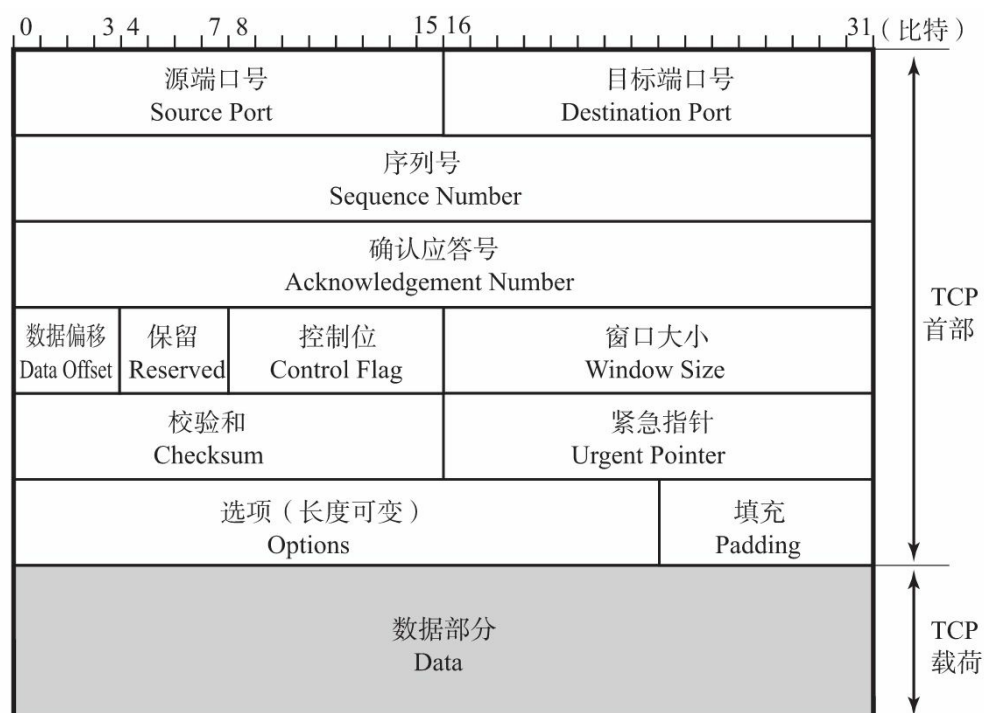 0 3 4 7 8 15 16 31 (比特)
源端口号 目标端口号
Source Port Destination Port
序列号
Sequence Number
确认应答号
Acknowledgement Number
数据偏移 保留 控制位 窗口大小
Data Offset Reserved Control Flag Window Size
TCP
首部
校验和 紧急指针
Checksum Urgent Pointer
选项（长度可变） 填充
Options Padding
数据部分
Data
TCP
载荷